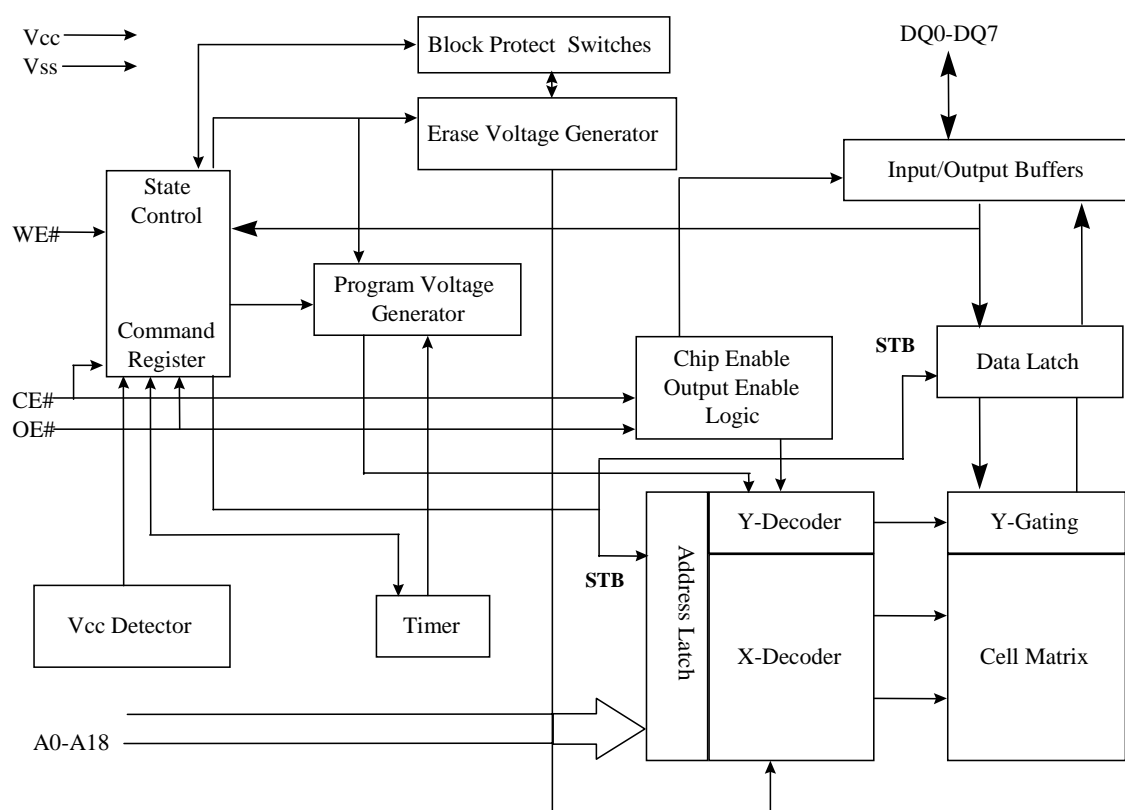 Vcc
Vss
Block Protect Switches
DQ0-DQ7
Erase Voltage Generator
Input/Output Buffers
State
Control
WE#
Program Voltage
Generator
Command
Register
STB
Data Latch
Chip Enable
Output Enable
Logic
CE#
OE#
Y-Decoder
Y-Gating
Address Latch
STB
Vcc Detector
Timer
X-Decoder
Cell Matrix
A0-A18